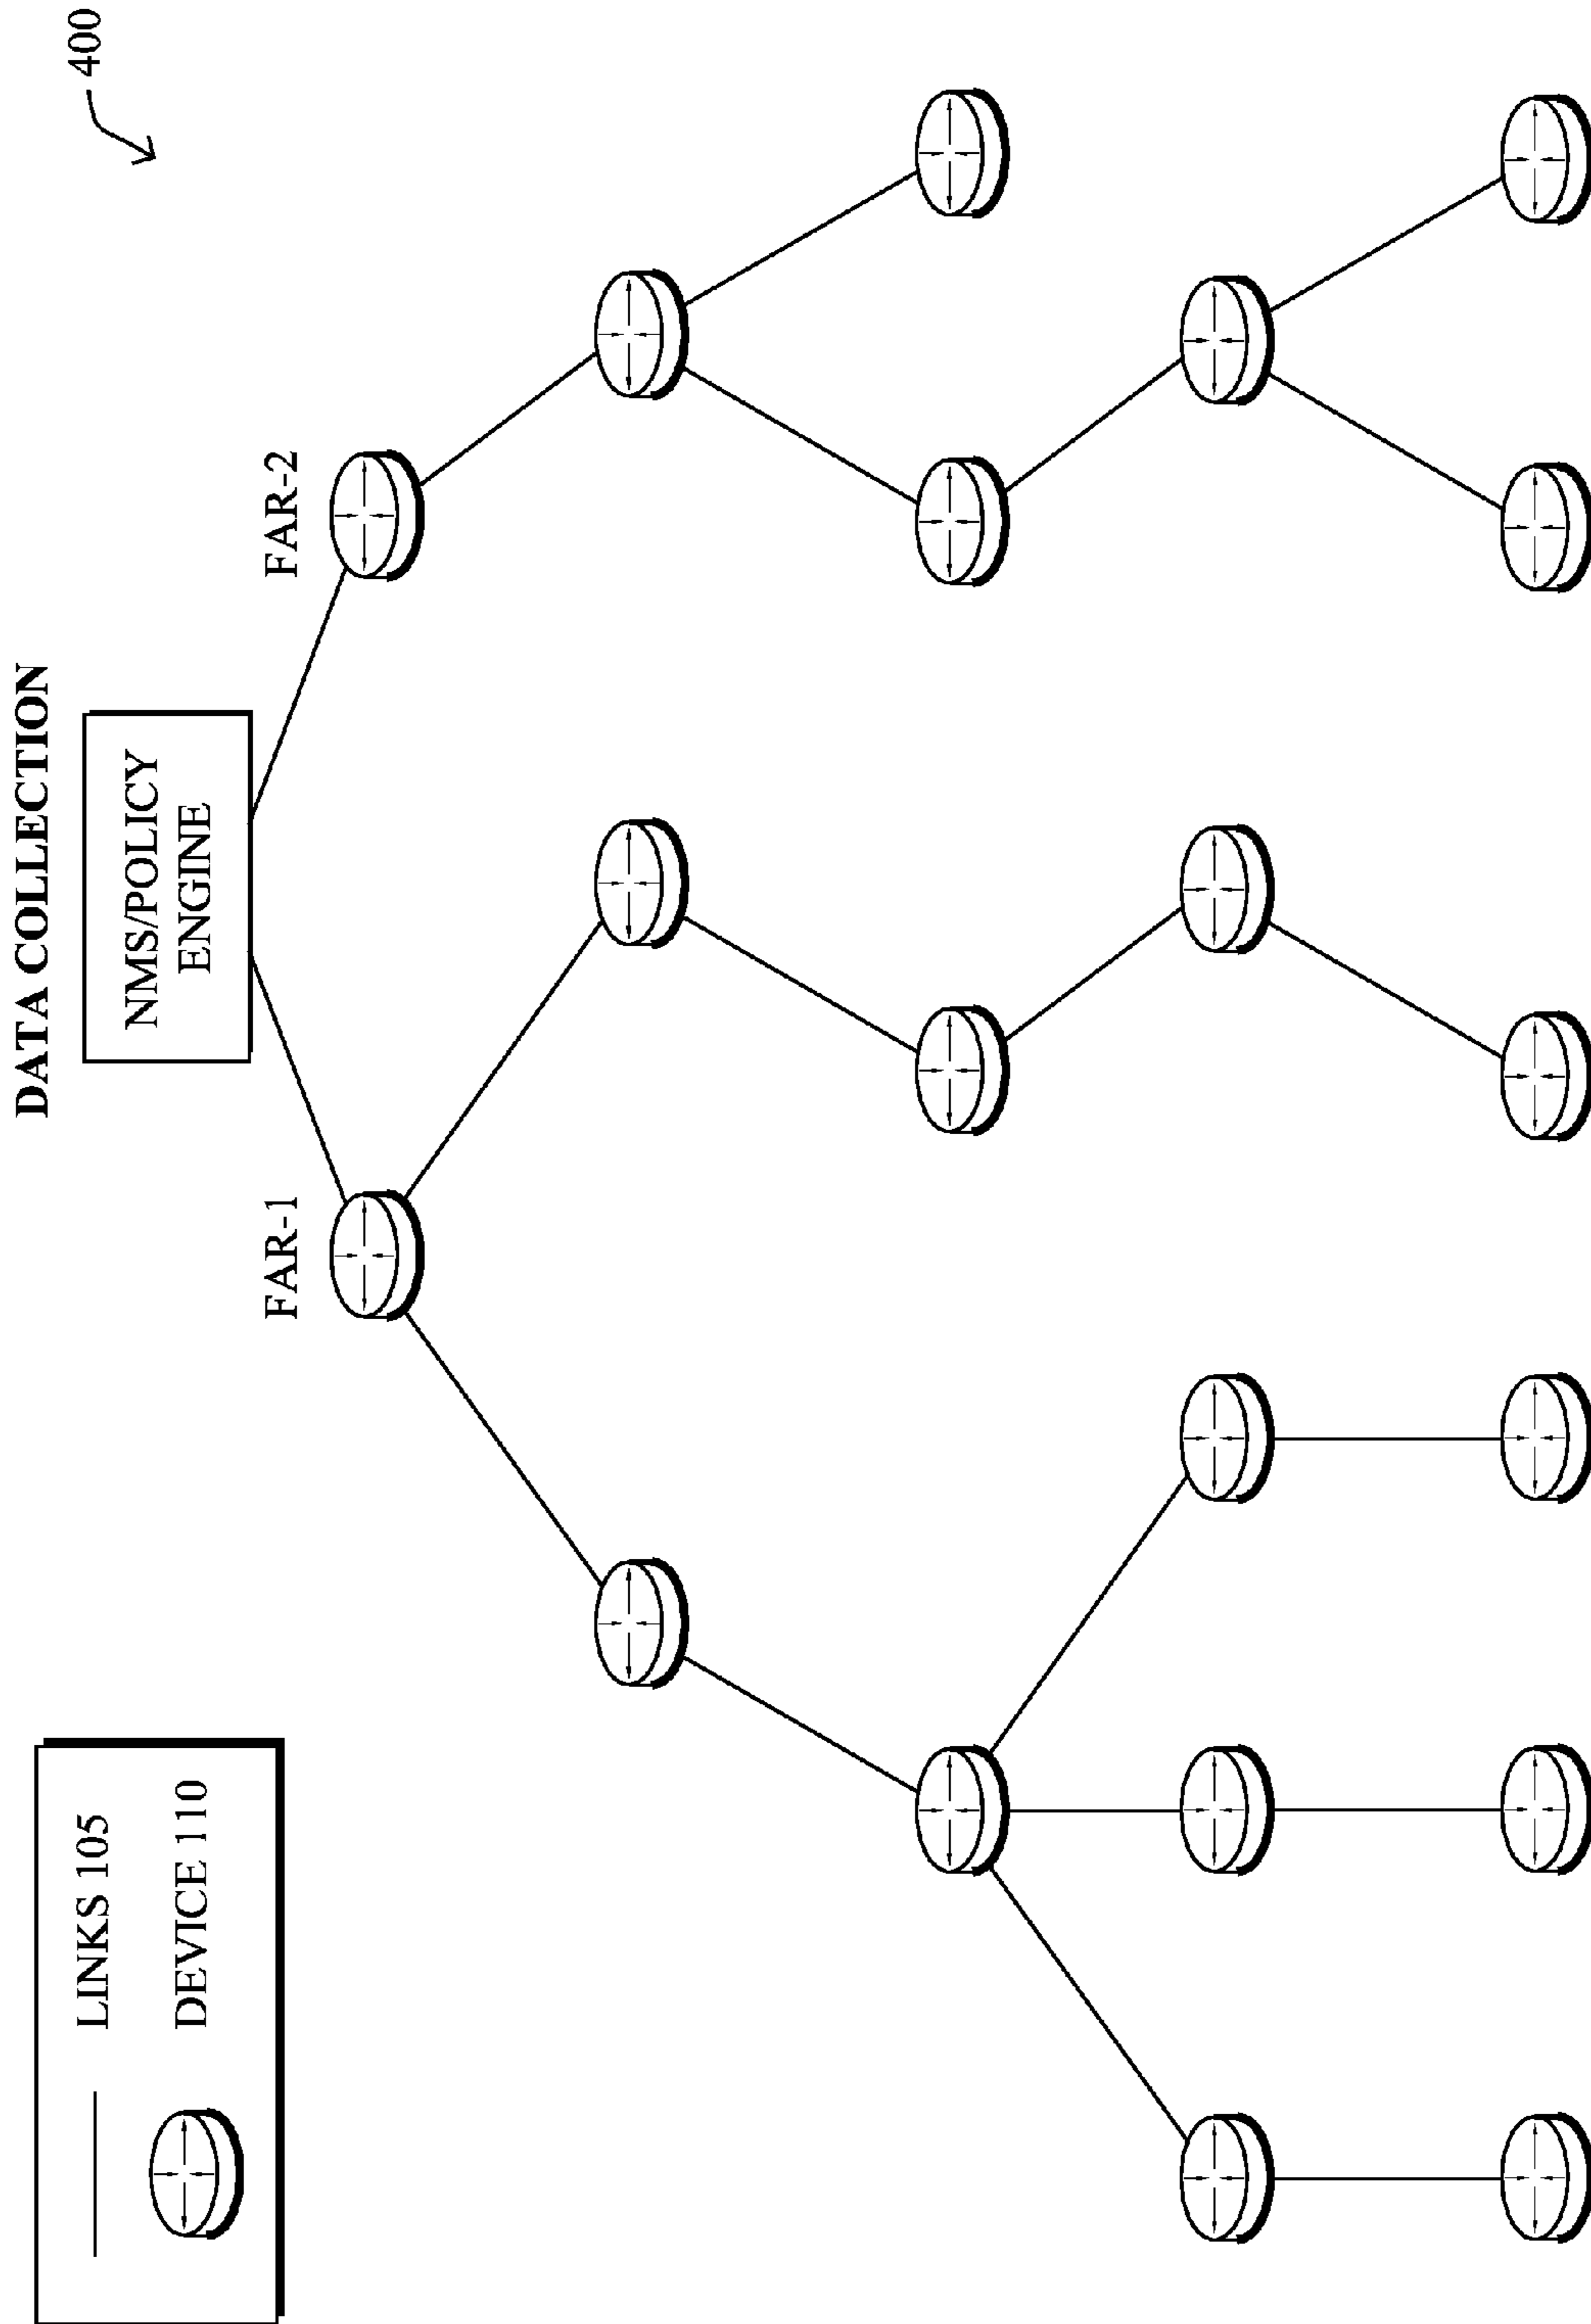 DATA COLLECTION
400
LINKS 105
DEVICE 110
NMS/POLICY
ENGINE
FAR-1
FAR-2